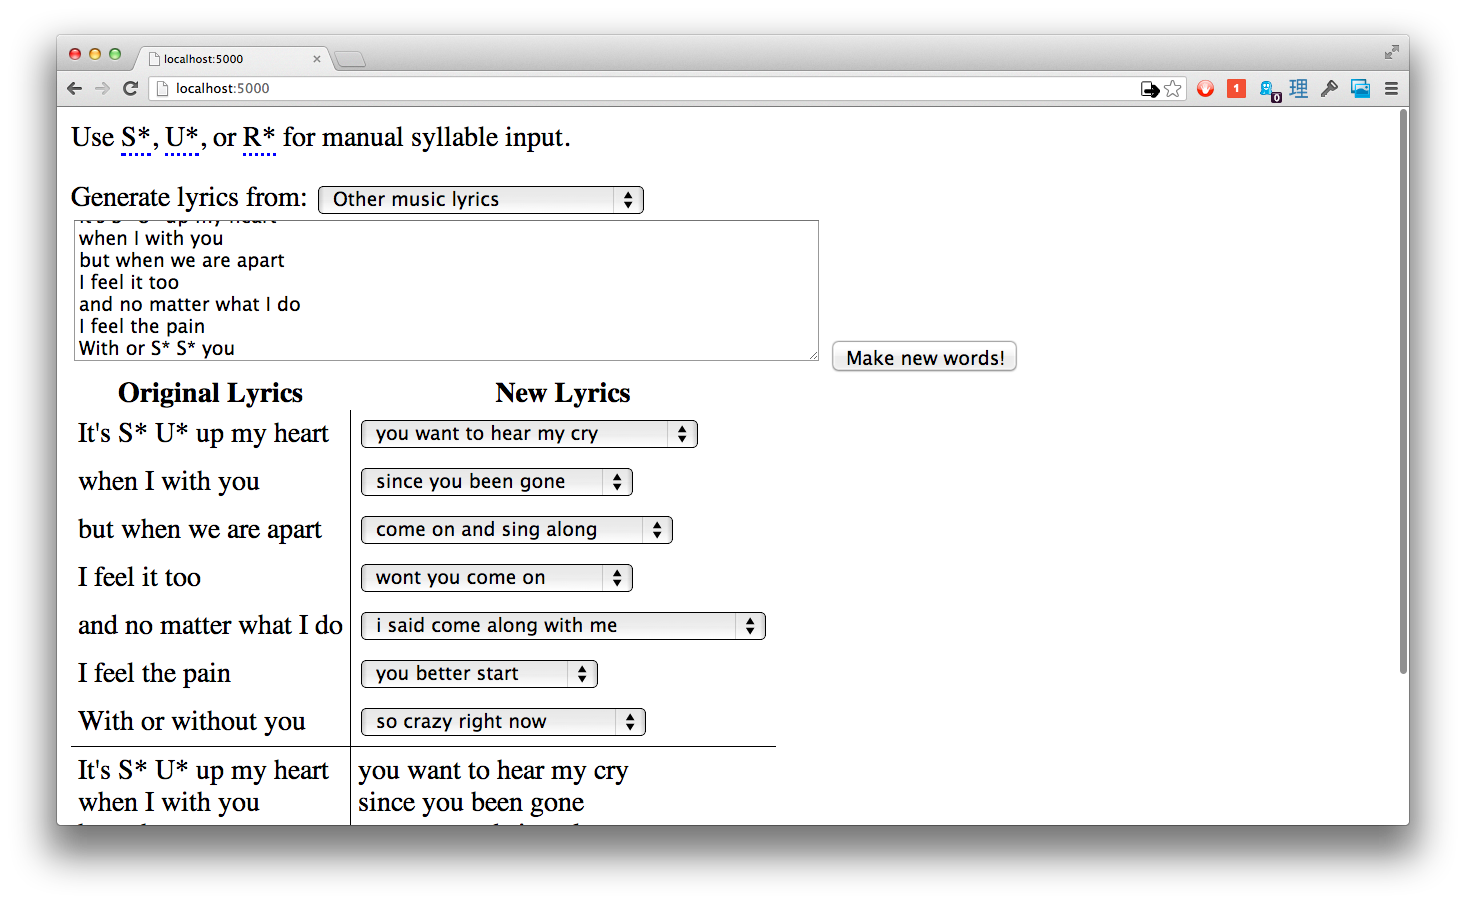 localhost:5000
localhost:5000
1
0
理
Use S*, U*, or R* for manual syllable input.
Generate lyrics from: Other music lyrics
It's S* U* up my heart
when I with you
but when we are apart
I feel it too
and no matter what I do
I feel the pain
With or S* S* you
Make new words!
Original Lyrics New Lyrics
It's S* U* up my heart you want to hear my cry
when I with you since you been gone
but when we are apart come on and sing along
I feel it too wont you come on
and no matter what I do i said come along with me
I feel the pain you better start
With or without you so crazy right now
It's S* U* up my heart you want to hear my cry
when I with you since you been gone